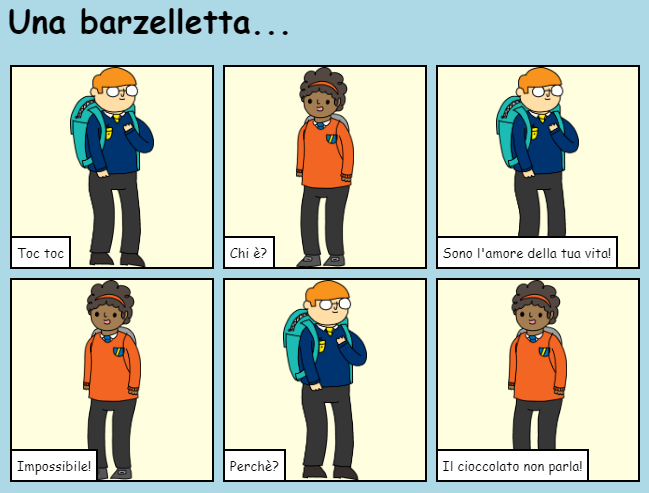 Una barzelletta...
Toc toc
Chi è?
Sono l'amore della tua vita!
Impossibile!
Perchè?
Il cioccolato non parla!